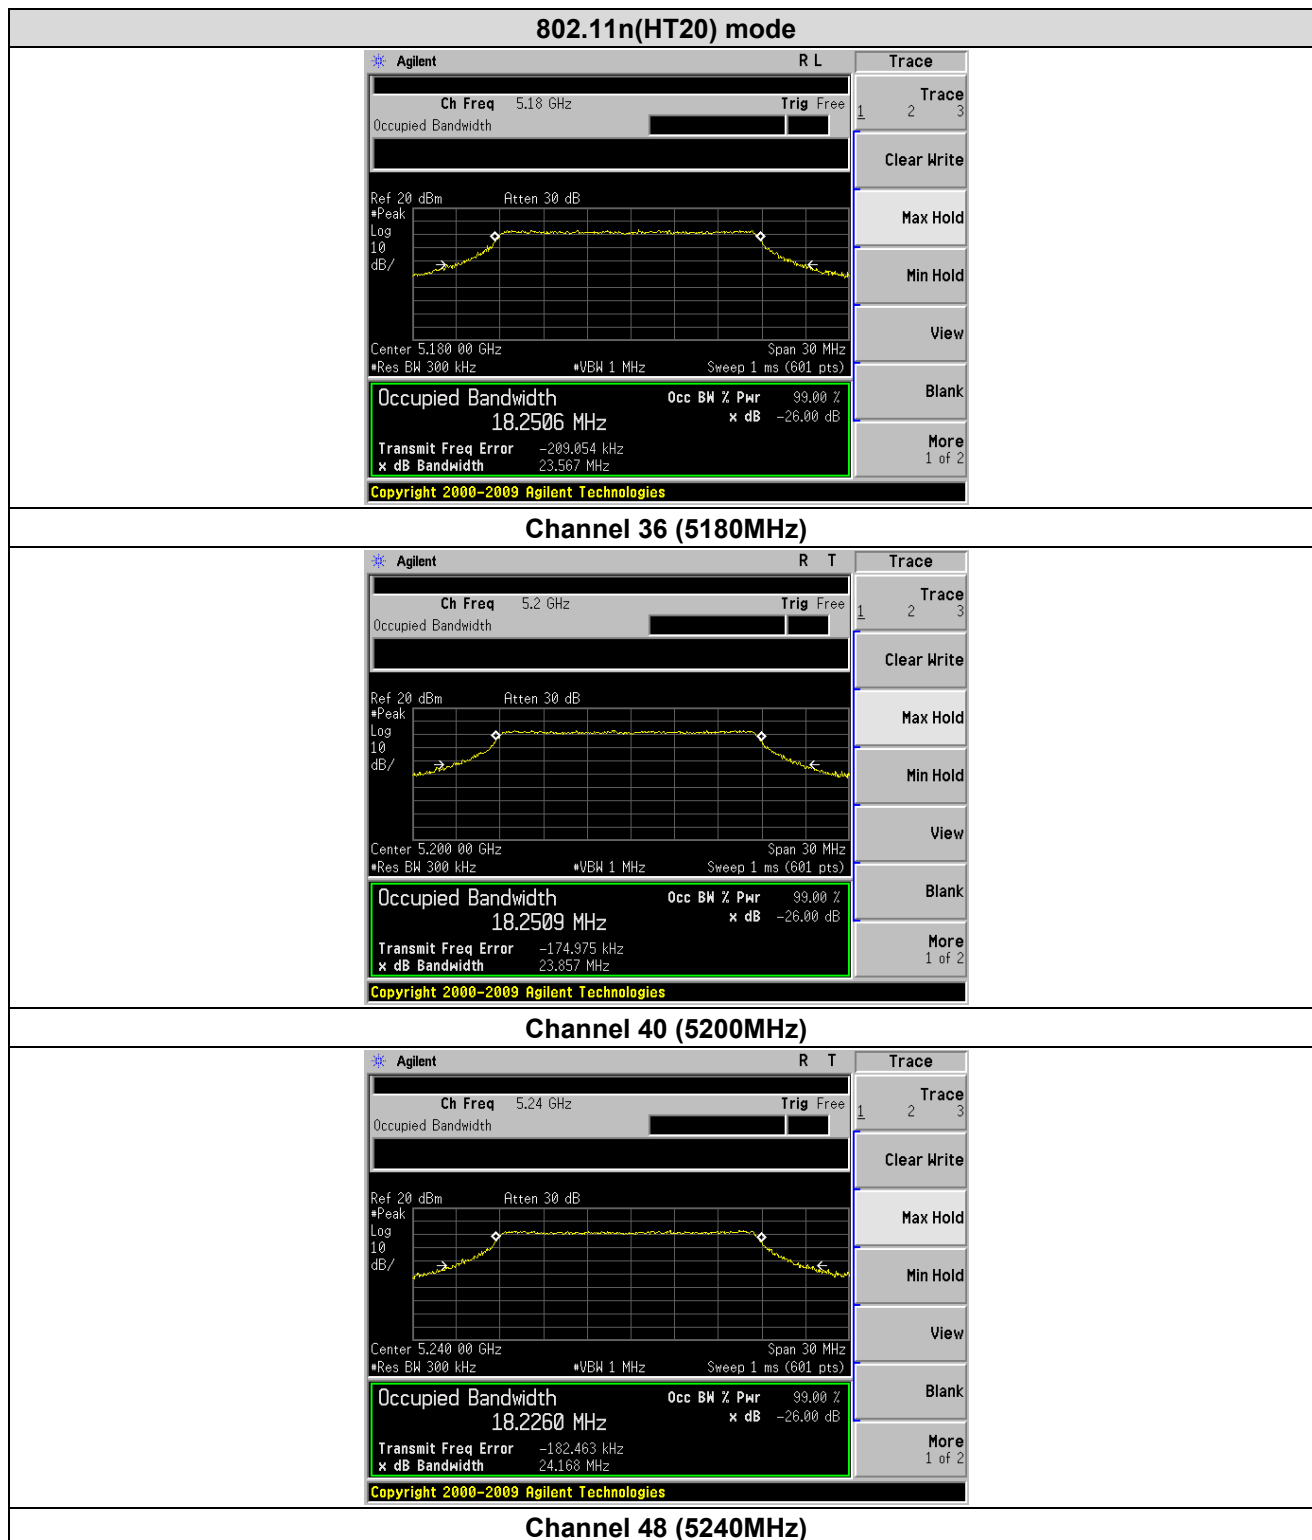 802.11n(HT20) mode
Agilent R L Trace
Ch Freq 5.18 GHz Trig Free
Occupied Bandwidth
Trace
1 2 3
Clear Write
Max Hold
Min Hold
View
Blank
More
1 of 2
Ref 20 dBm Atten 30 dB
#Peak
Log
10
dB/
Center 5.180 00 GHz Span 30 MHz
#Res BW 300 kHz #VBW 1 MHz Sweep 1 ms (601 pts)
Occupied Bandwidth Occ BW % Pwr 99.00 %
18.2506 MHz x dB -26.00 dB
Transmit Freq Error -209.054 kHz
x dB Bandwidth 23.567 MHz
Copyright 2000-2009 Agilent Technologies
Channel 36 (5180MHz)
Agilent R T Trace
Ch Freq 5.2 GHz Trig Free
Occupied Bandwidth
Trace
1 2 3
Clear Write
Max Hold
Min Hold
View
Blank
More
1 of 2
Ref 20 dBm Atten 30 dB
#Peak
Log
10
dB/
Center 5.200 00 GHz Span 30 MHz
#Res BW 300 kHz #VBW 1 MHz Sweep 1 ms (601 pts)
Occupied Bandwidth Occ BW % Pwr 99.00 %
18.2509 MHz x dB -26.00 dB
Transmit Freq Error -174.975 kHz
x dB Bandwidth 23.857 MHz
Copyright 2000-2009 Agilent Technologies
Channel 40 (5200MHz)
Agilent R T Trace
Ch Freq 5.24 GHz Trig Free
Occupied Bandwidth
Trace
1 2 3
Clear Write
Max Hold
Min Hold
View
Blank
More
1 of 2
Ref 20 dBm Atten 30 dB
#Peak
Log
10
dB/
Center 5.240 00 GHz Span 30 MHz
#Res BW 300 kHz #VBW 1 MHz Sweep 1 ms (601 pts)
Occupied Bandwidth Occ BW % Pwr 99.00 %
18.2260 MHz x dB -26.00 dB
Transmit Freq Error -182.463 kHz
x dB Bandwidth 24.168 MHz
Copyright 2000-2009 Agilent Technologies
Channel 48 (5240MHz)